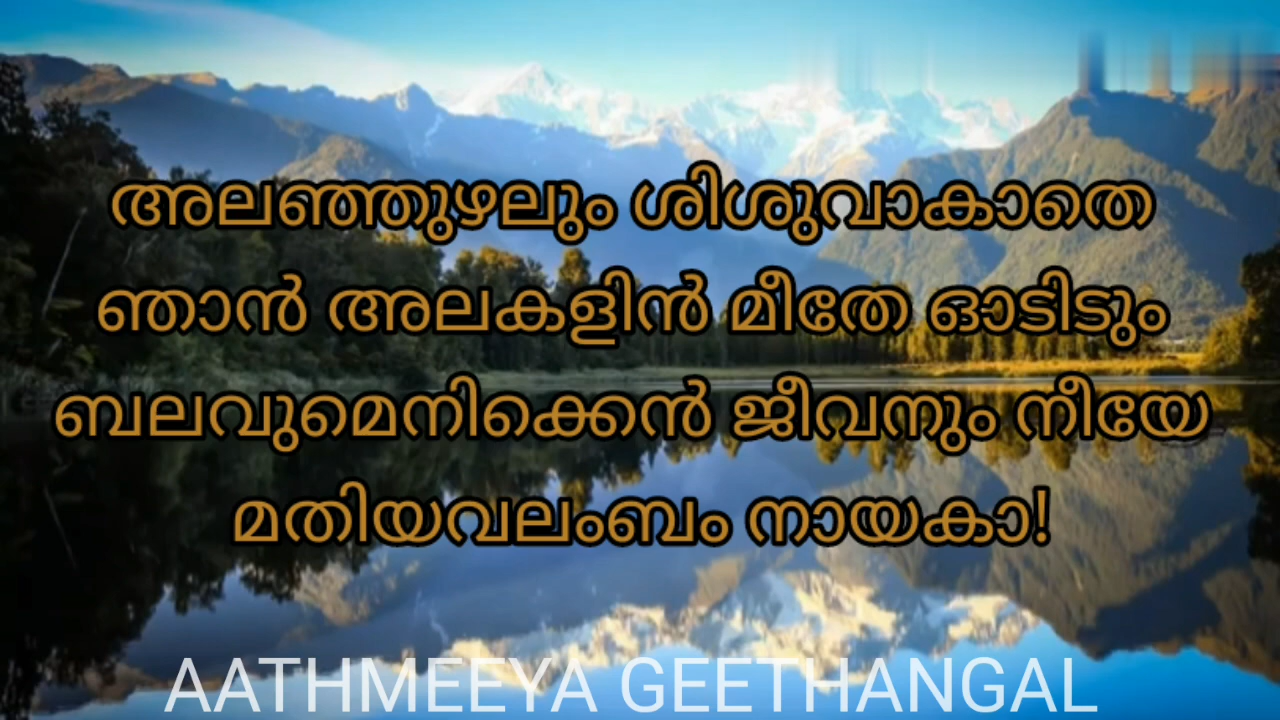 അലഞ്ഞുഴലും ശിശുവാകാതെ
ഞാൻ അലകളിൻ മീതേ ഓടിടും
ബലവുമെനിക്കെൻ ജീവനും നീയേ
മതിയവലംബം നായകാ!
AATHMEEYA GEETHANGAL